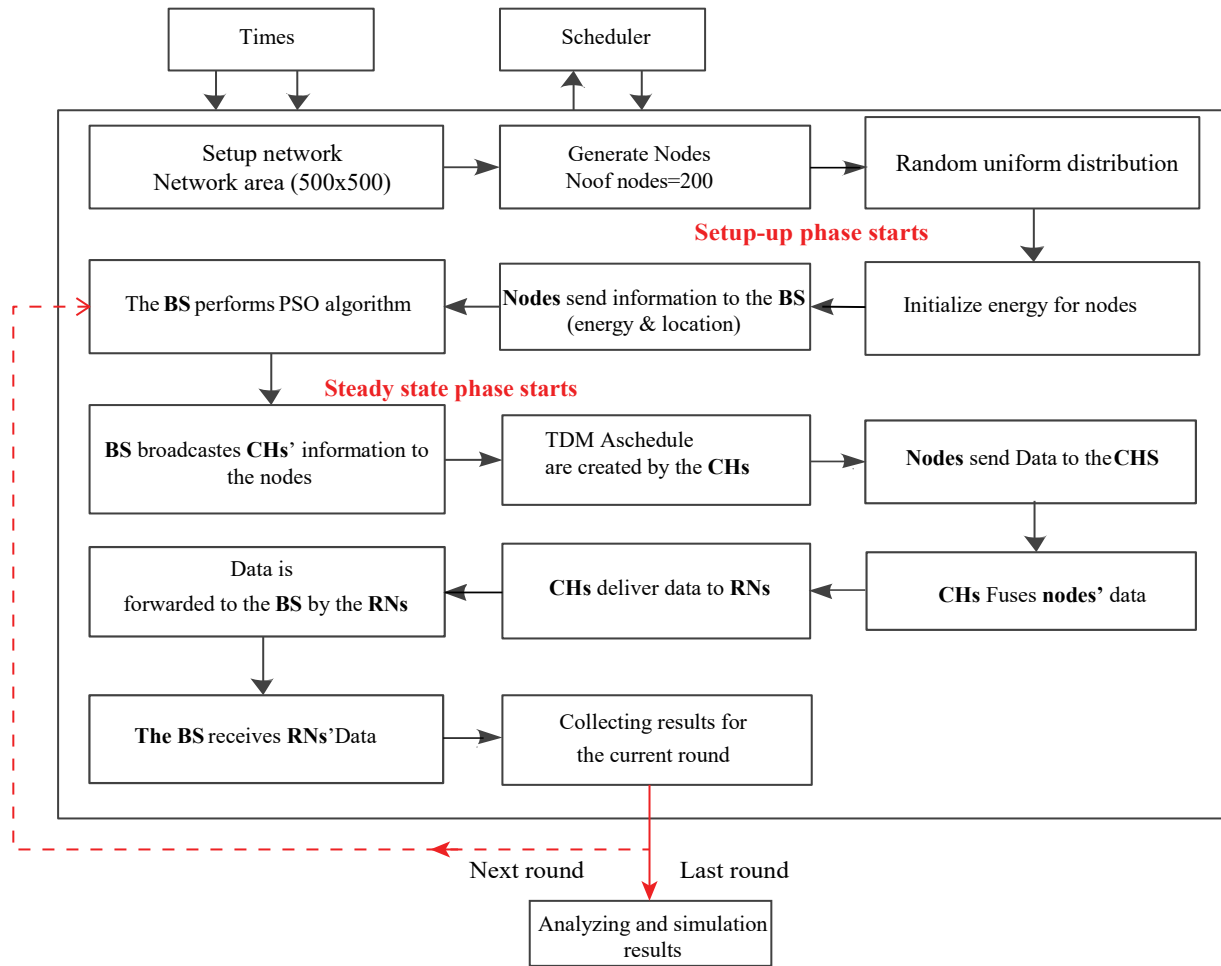 Times
Scheduler
Setup network
Network area (500x500)
Generate Nodes
Noof nodes=200
Random uniform distribution
Setup-up phase starts
The BS performs PSO algorithm
Nodes send information to the BS
(energy & location)
Initialize energy for nodes
Steady state phase starts
BS broadcastes CHs’ information to
the nodes
TDM Aschedule
are created by the CHs
Nodes send Data to the CHS
Data is
forwarded to the BS by the RNs
CHs deliver data to RNs
CHs Fuses nodes’ data
The BS receives RNs’Data
Collecting results for
the current round
Next round
Last round
Analyzing and simulation
results